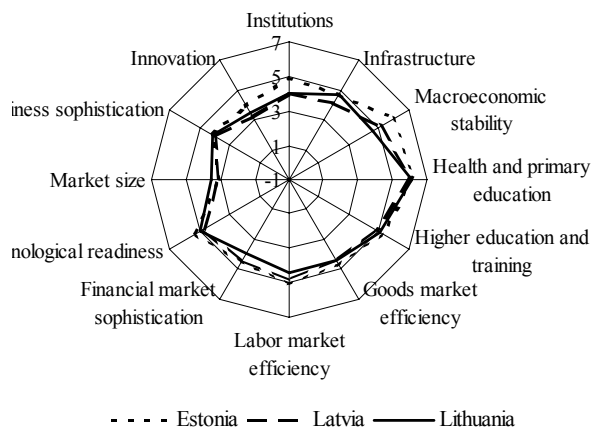 Institutions
7
Innovation
Infrastructure
5
Macroeconomic
stability
iness sophistication
3
1
Market size
-1
Health and primary
education
nological readiness
Higher education and
training
Financial market
sophistication
Goods market
efficiency
Labor market
efficiency
Estonia
Latvia
Lithuania